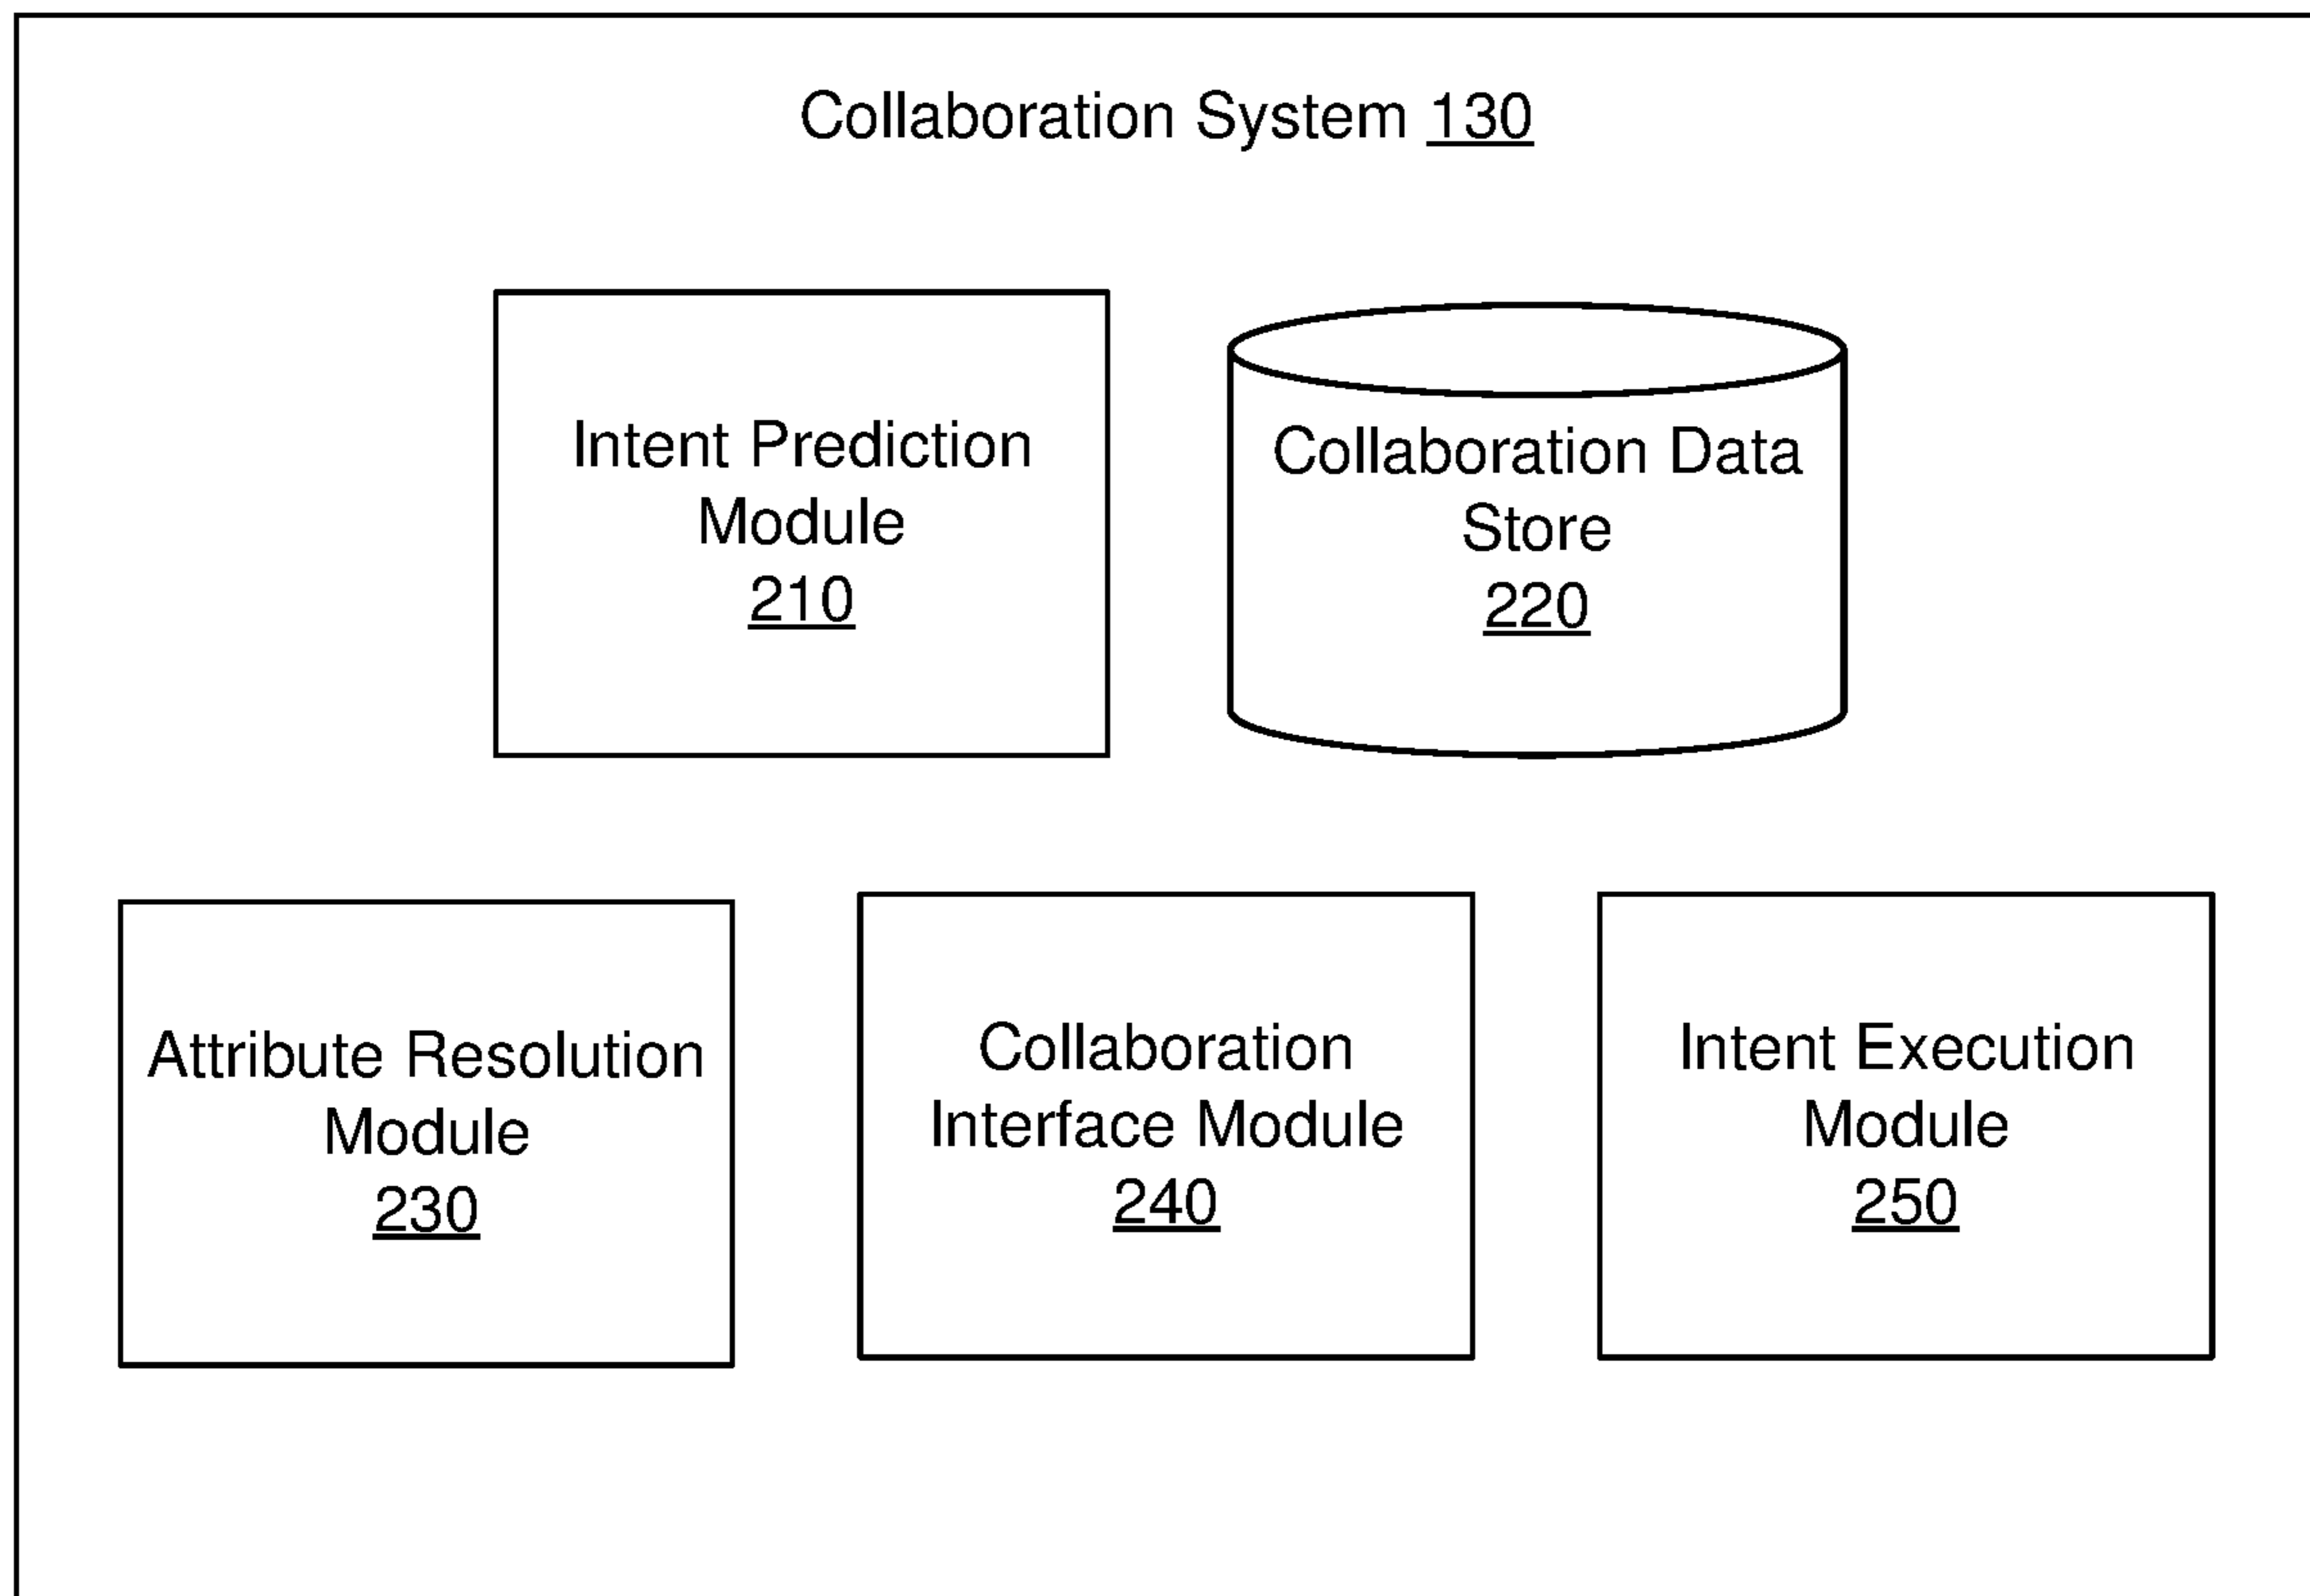 Collaboration System 130
Intent Prediction
Module
210
Collaboration Data
Store
220
Attribute Resolution
Module
230
Collaboration
Interface Module
240
Intent Execution
Module
250